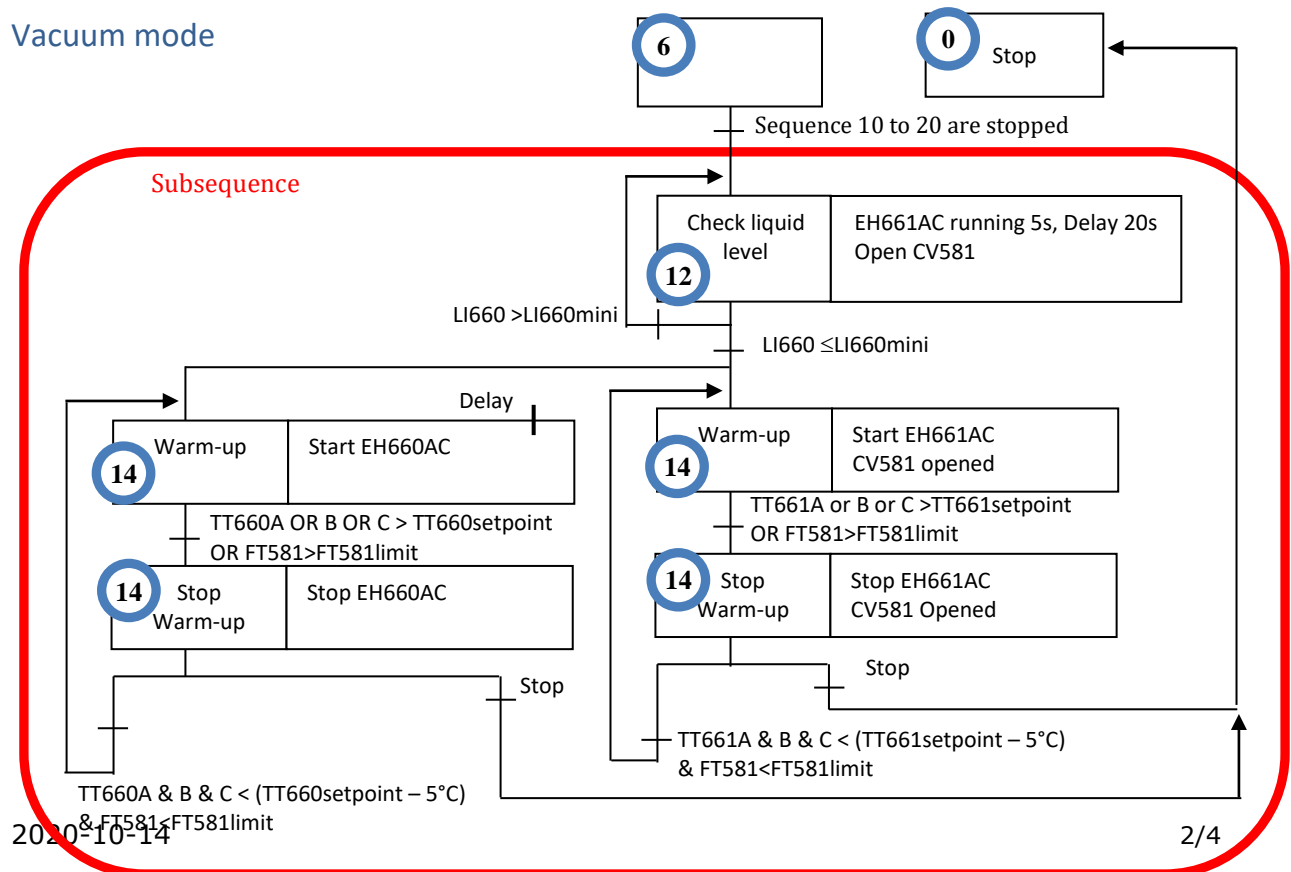 Vacuum mode
6
0
Stop
Sequence 10 to 20 are stopped
Subsequence
Check liquid
level
12
EH661AC running 5s, Delay 20s
Open CV581
LI660 >LI660mini
LI660 ≤LI660mini
Delay
Warm-up
14
Start EH660AC
Warm-up
14
Start EH661AC
CV581 opened
TT660A OR B OR C > TT660setpoint
OR FT581>FT581limit
TT661A or B or C >TT661setpoint
OR FT581>FT581limit
14
Stop
Warm-up
Stop EH660AC
14
Stop
Warm-up
Stop EH661AC
CV581 Opened
Stop
Stop
TT661A & B & C < (TT661setpoint – 5°C)
& FT581<FT581limit
TT660A & B & C < (TT660setpoint – 5°C)
& FT581<FT581limit
2020-10-14
2/4